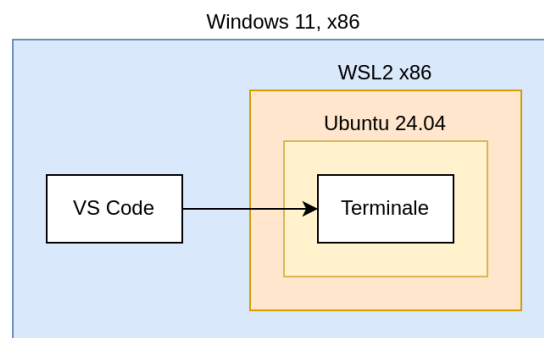 Windows 11, x86
WSL2 x86
Ubuntu 24.04
VS Code
Terminale